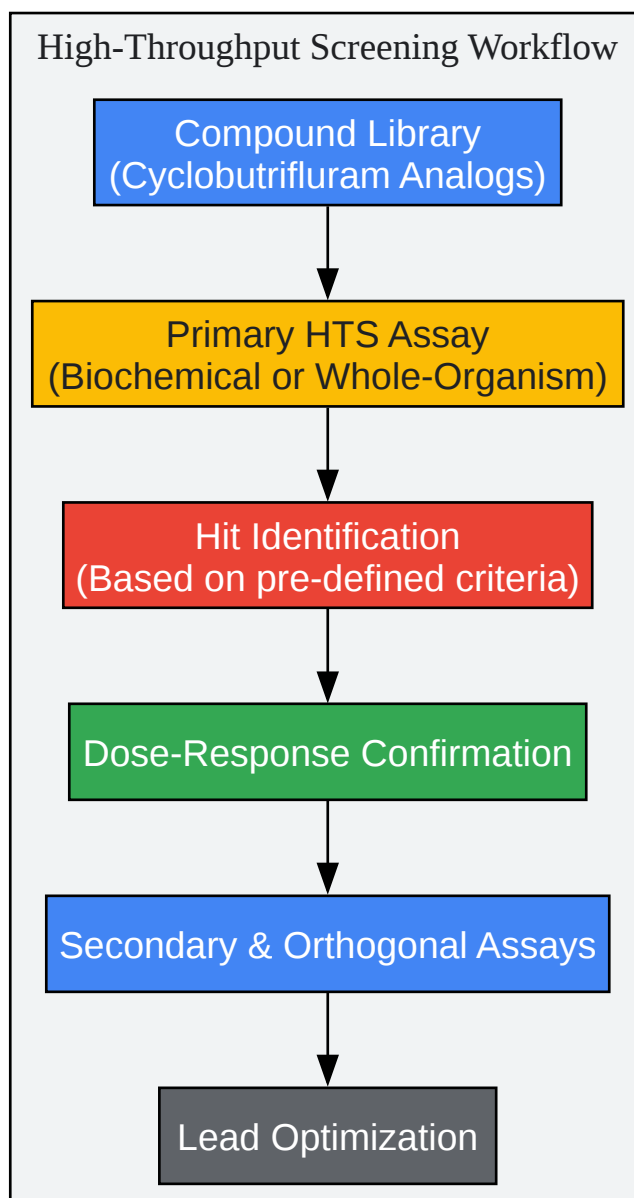 High-Throughput Screening Workflow
Compound Library
(Cyclobutrifluram Analogs)
Primary HTS Assay
(Biochemical or Whole-Organism)
Hit Identification
(Based on pre-defined criteria)
Dose-Response Confirmation
Secondary & Orthogonal Assays
Lead Optimization